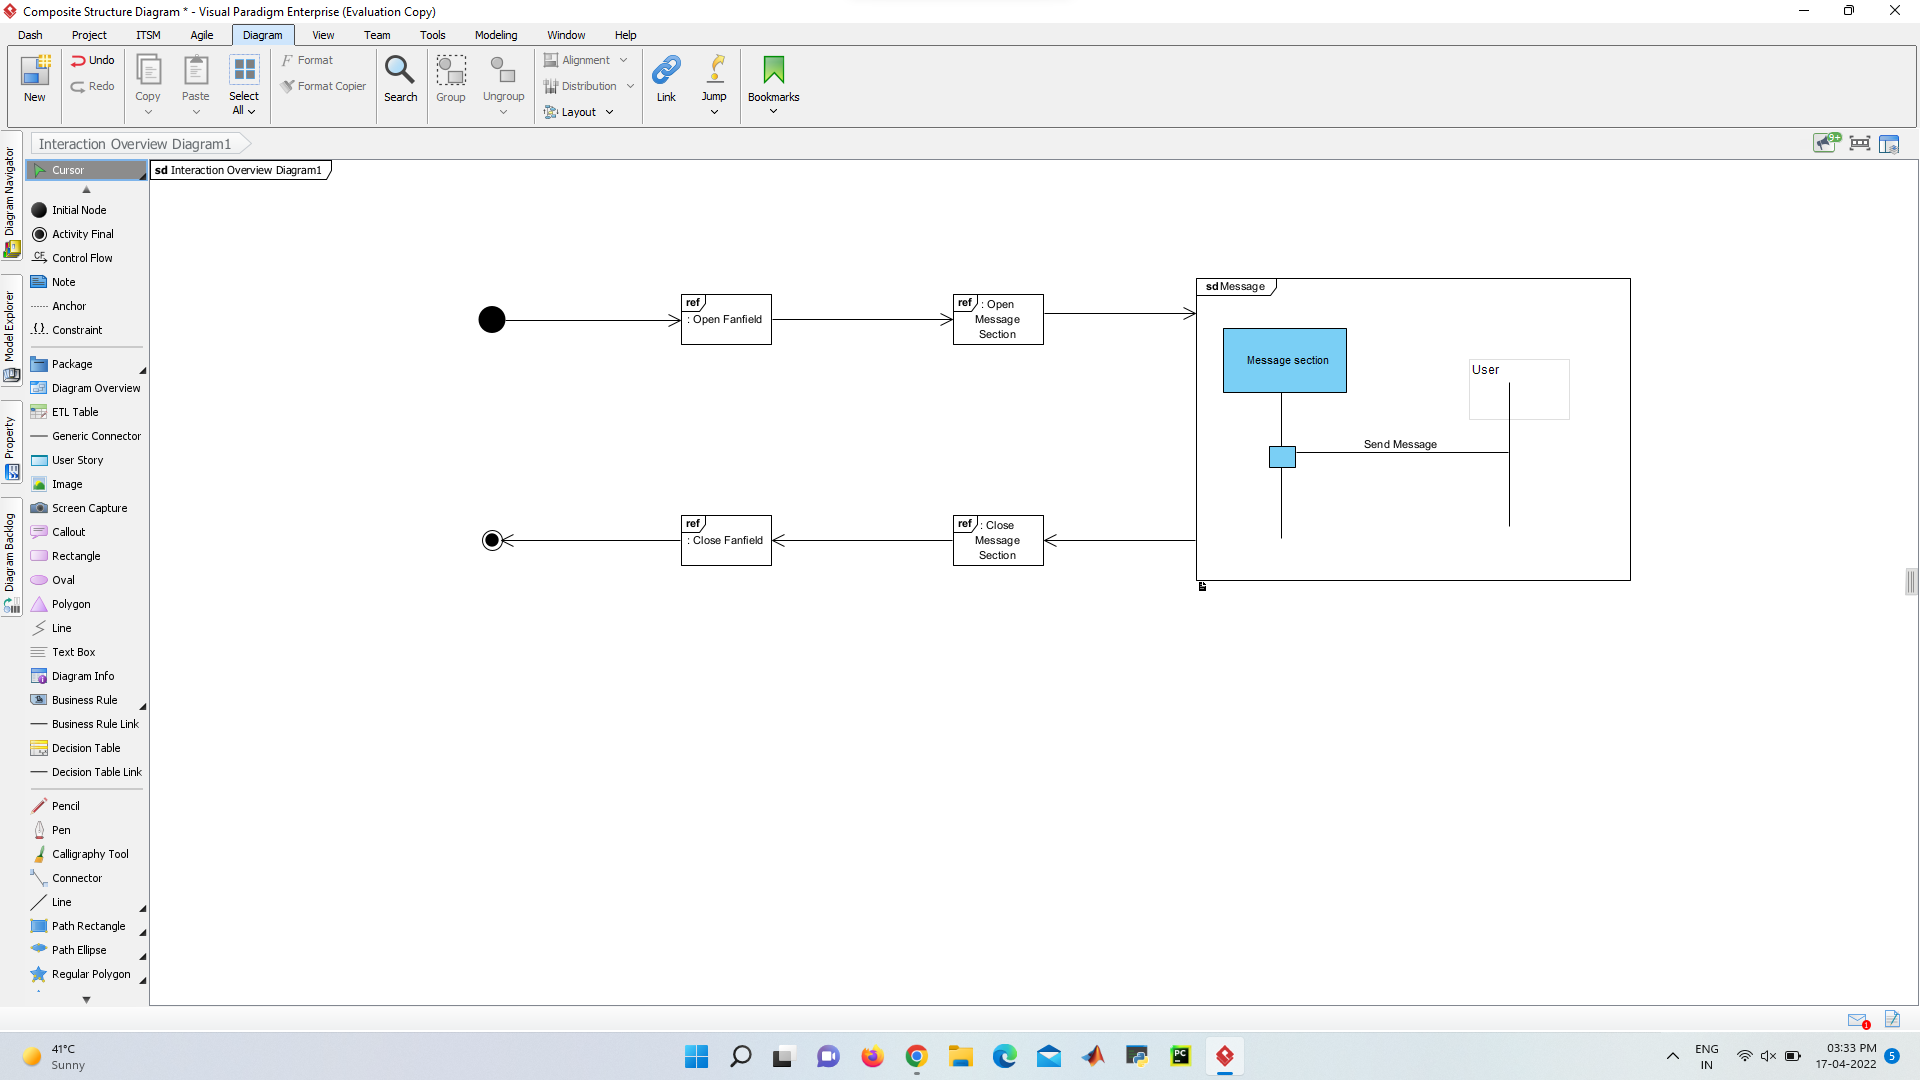 Composite Structure Diagram * - Visual Paradigm Enterprise (Evaluation Copy)
Dash Project ITSM Agile Diagram View Team Tools Modeling Window Help
New
Undo
Redo
Copy
Paste
Select All
Format
Format Copier
Search
Group
Ungroup
Alignment
Distribution
Layout
Link
Jump
Bookmarks
Interaction Overview Diagram1
9+
Diagram Navigator
Model Explorer
Property
Diagram Backlog
Cursor
Initial Node
Activity Final
CF Control Flow
Note
Anchor
{} Constraint
Package
Diagram Overview
ETL Table
Generic Connector
User Story
Image
Screen Capture
Callout
Rectangle
Oval
Polygon
Line
Text Box
Diagram Info
Business Rule
Business Rule Link
Decision Table
Decision Table Link
Pencil
Pen
Calligraphy Tool
Connector
Line
Path Rectangle
Path Ellipse
Regular Polygon
sd Interaction Overview Diagram1
ref
: Open Fanfield
ref : Open
Message
Section
sd Message
Message section
User
Send Message
ref
: Close Fanfield
ref : Close
Message
Section
1
41°C
Sunny
PC
ENG
IN
03:33 PM
17-04-2022
5